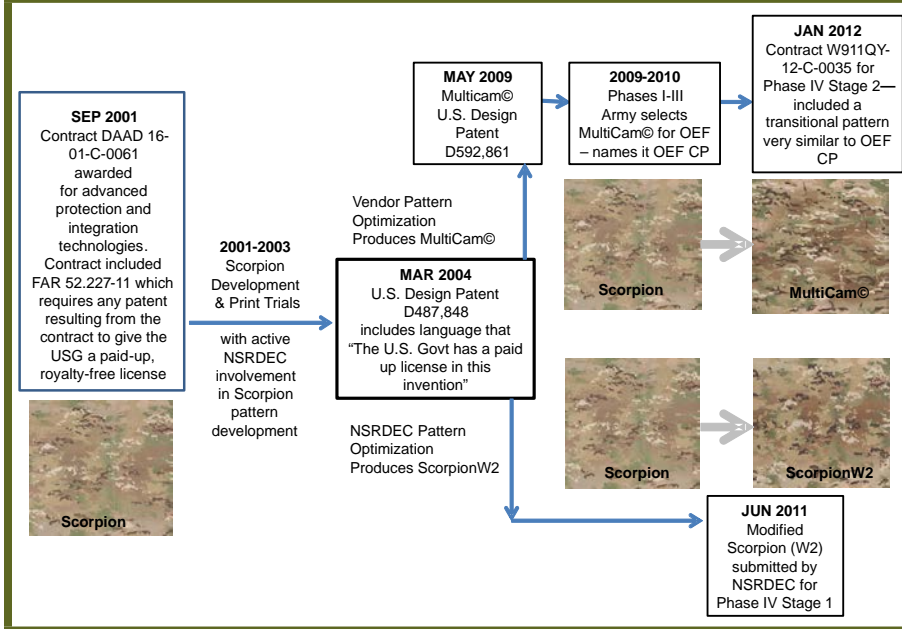 SEP 2001
Contract DAAD 16-
01-C-0061
awarded
for advanced
protection and
integration
technologies.
Contract included
FAR 52.227-11 which
requires any patent
resulting from the
contract to give the
USG a paid-up,
royalty-free license
Scorpion
2001-2003
Scorpion
Development
& Print Trials
with active
NSRDEC
involvement
in Scorpion
pattern
development
MAR 2004
U.S. Design Patent
D487,848
includes language that
“The U.S. Govt has a paid
up license in this
invention”
Vendor Pattern
Optimization
Produces MultiCam©
MAY 2009
Multicam©
U.S. Design
Patent
D592,861
2009-2010
Phases I-III
Army selects
MultiCam© for OEF
– names it OEF CP
JAN 2012
Contract W911QY-
12-C-0035 for
Phase IV Stage 2—
included a
transitional pattern
very similar to OEF
CP
Scorpion
MultiCam©
NSRDEC Pattern
Optimization
Produces ScorpionW2
Scorpion
ScorpionW2
JUN 2011
Modified
Scorpion (W2)
submitted by
NSRDEC for
Phase IV Stage 1